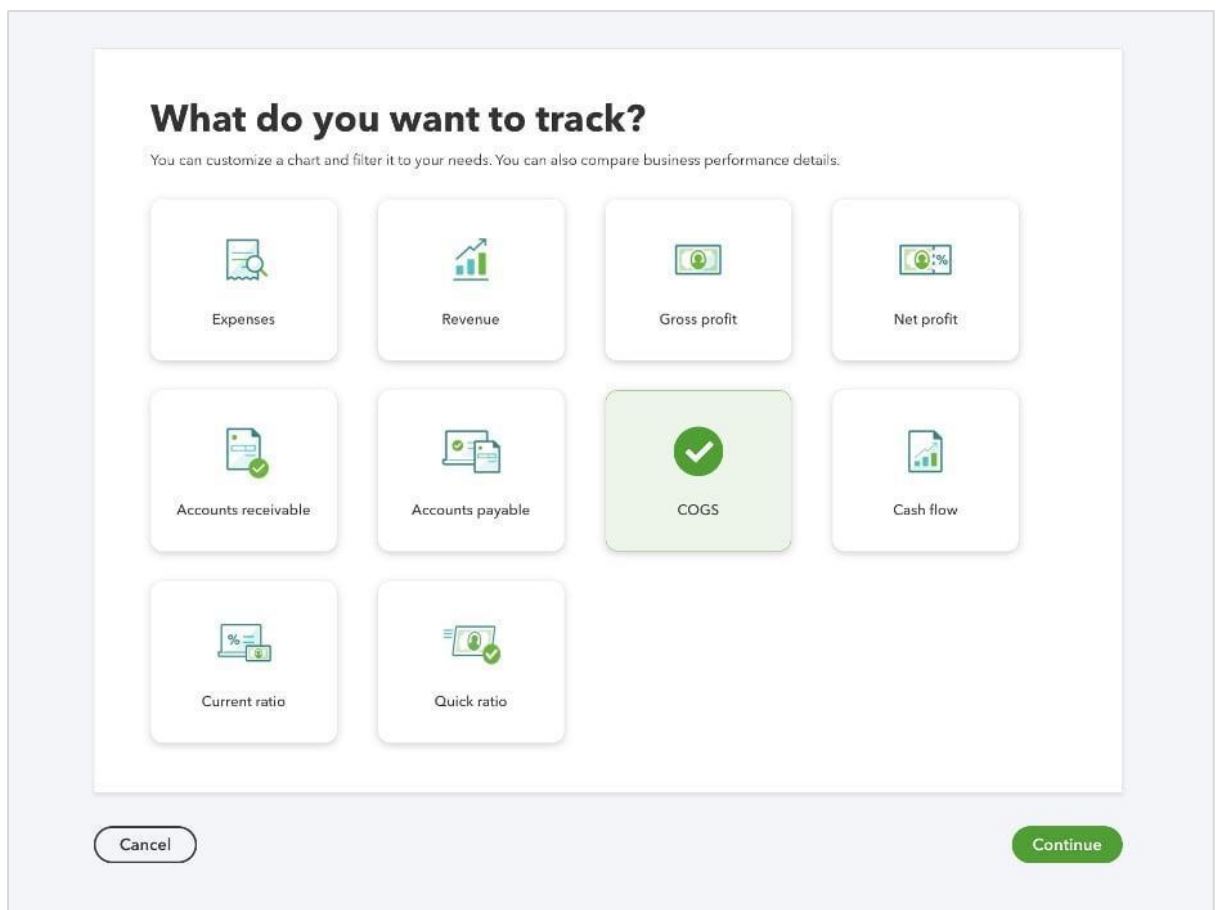 What do you want to track?
You can customize a chart and filter it to your needs. You can also compare business performance details.
Expenses
Revenue
Gross profit
%
Net profit
Accounts receivable
Accounts payable
COGS
Cash flow
%
Current ratio
Quick ratio
Cancel
Continue